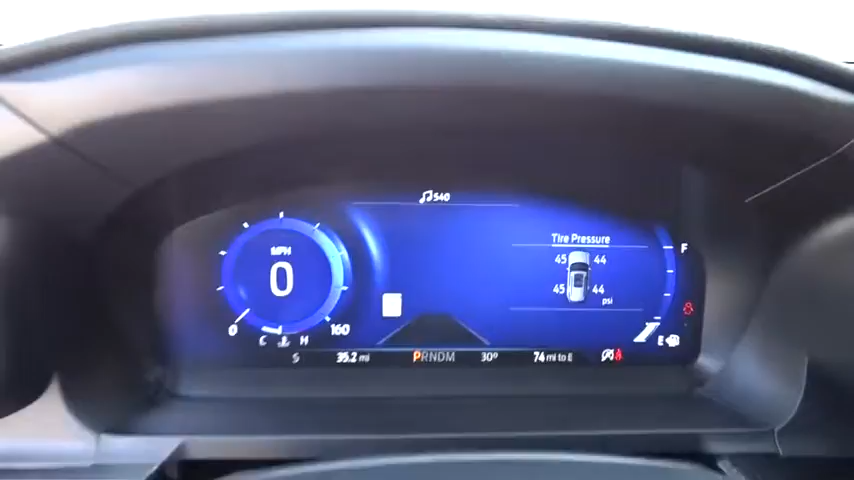 ♫540
Tire Pressure
45 44
45 44
psi
MPH
0
0 160
C H
F
E
S 35.2 mi PRNDM 30° 74 mi to E